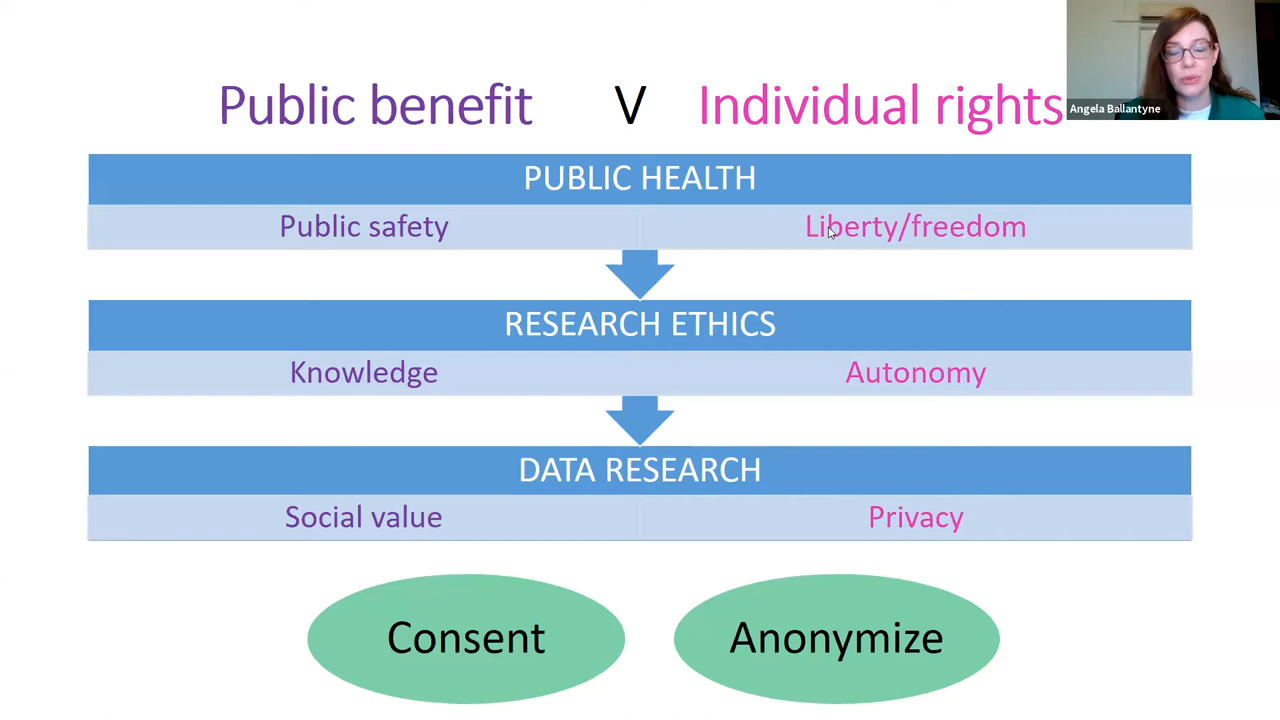 Public benefit V Individual rights
Angela Ballantyne
PUBLIC HEALTH
Public safety Liberty/freedom
RESEARCH ETHICS
Knowledge Autonomy
DATA RESEARCH
Social value Privacy
Consent Anonymize